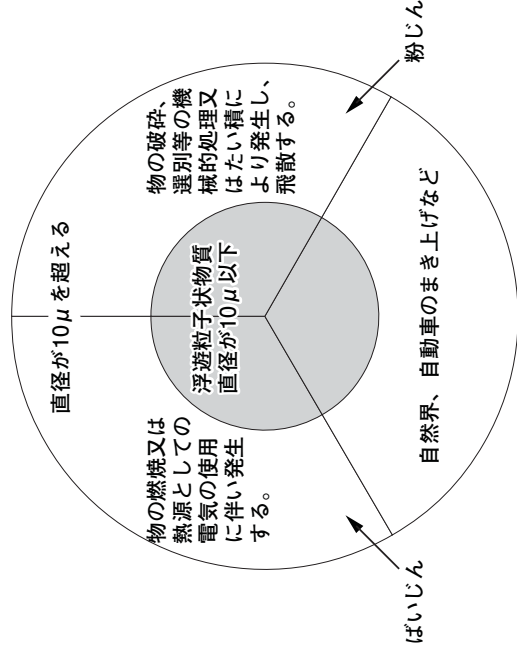 直径が10μを超える
浮遊粒子状物質
直径が10μ以下
物の燃焼又は
熱源としての
電気の使用
に伴い発生
する。
物の破砕、
選別等の機
械的処理又
はたい積に
より発生し、
飛散する。
自然界、自動車のまき上げなど
ばいじん
粉じん